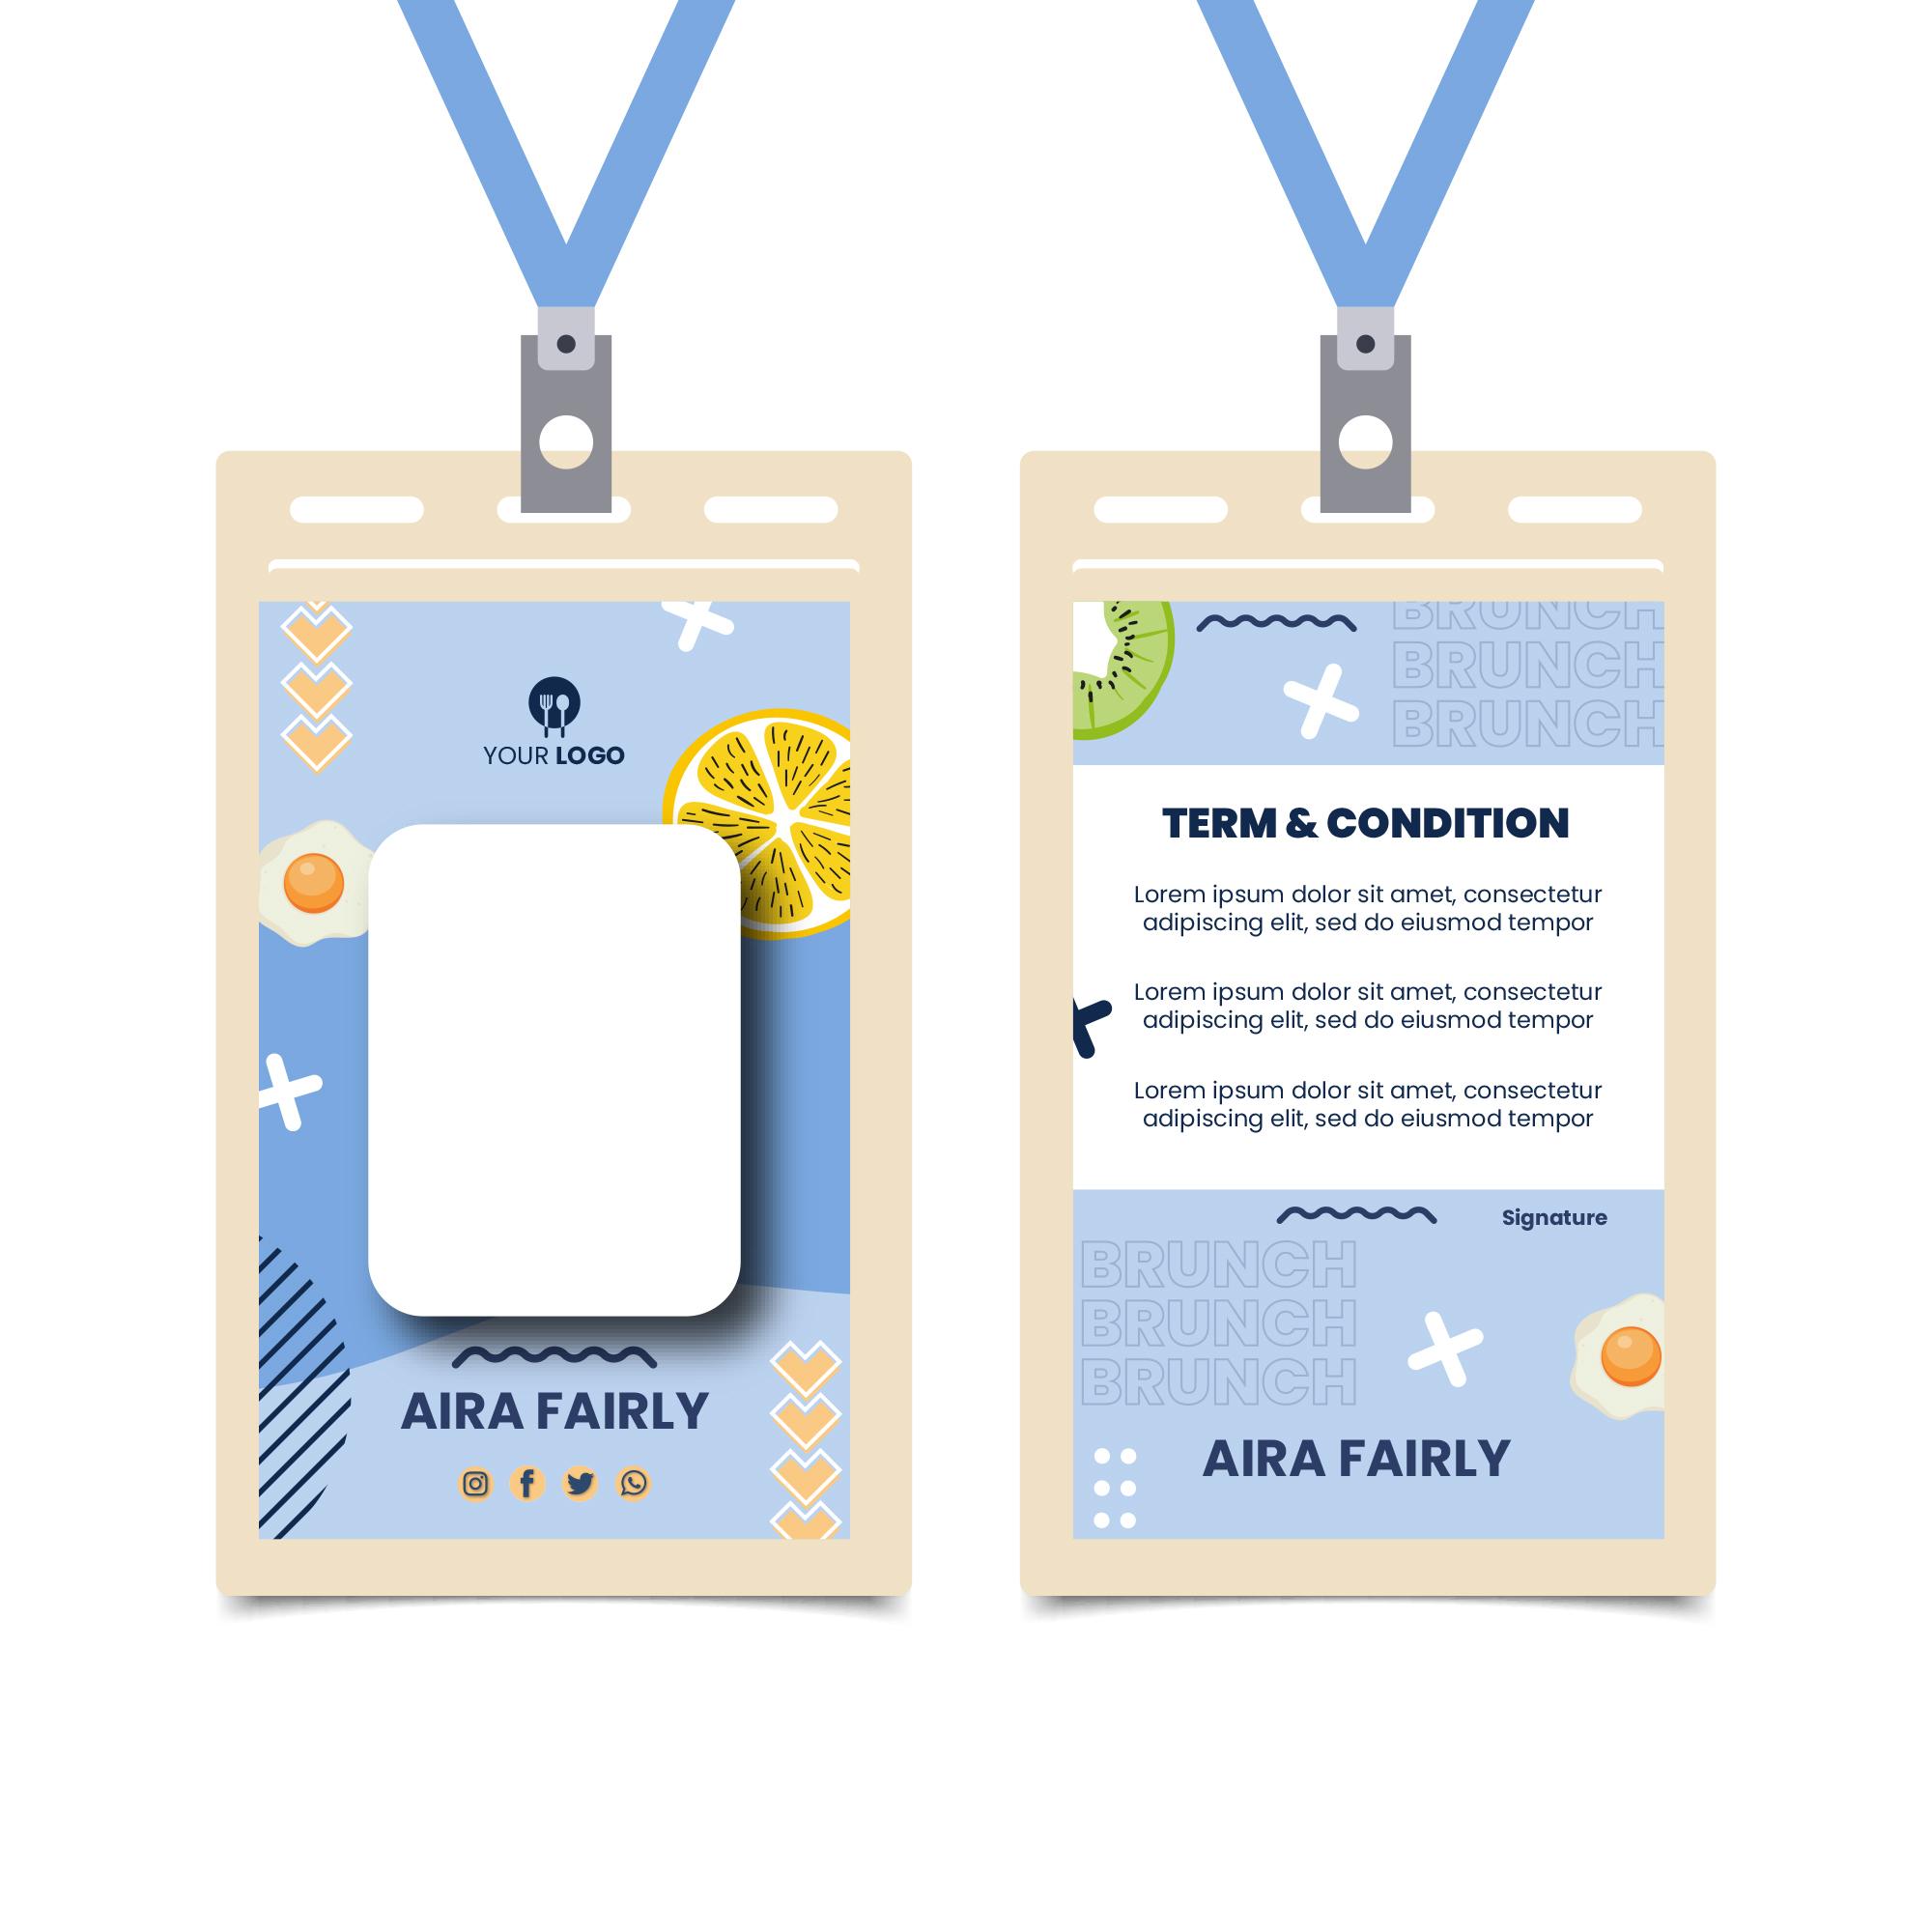 YOUR LOGO
AIRA FAIRLY
BRUNCH
BRUNCH
BRUNCH
TERM & CONDITION
Lorem ipsum dolor sit amet, consectetur
adipiscing elit, sed do eiusmod tempor
Lorem ipsum dolor sit amet, consectetur
adipiscing elit, sed do eiusmod tempor
Lorem ipsum dolor sit amet, consectetur
adipiscing elit, sed do eiusmod tempor
Signature
BRUNCH
BRUNCH
BRUNCH
AIRA FAIRLY